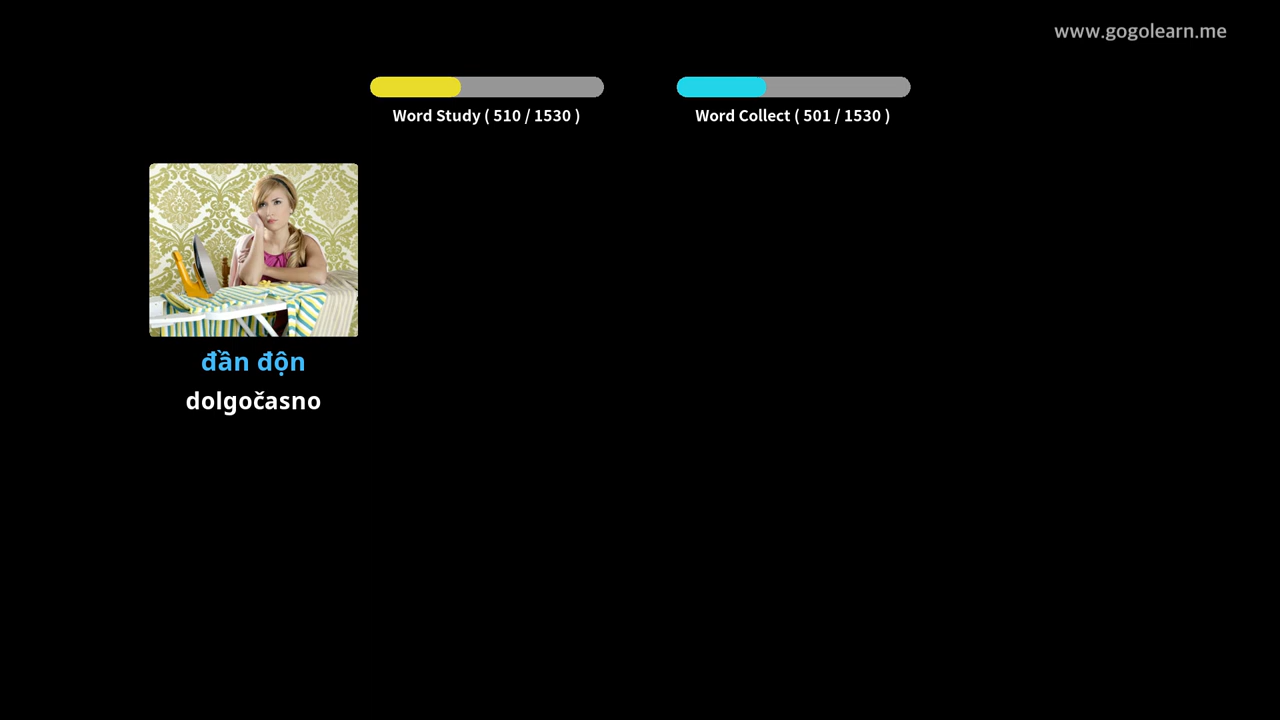 www.gogolearn.me
Word Study ( 510 / 1530 )
Word Collect ( 501 / 1530 )
đần độn
dolgočasno